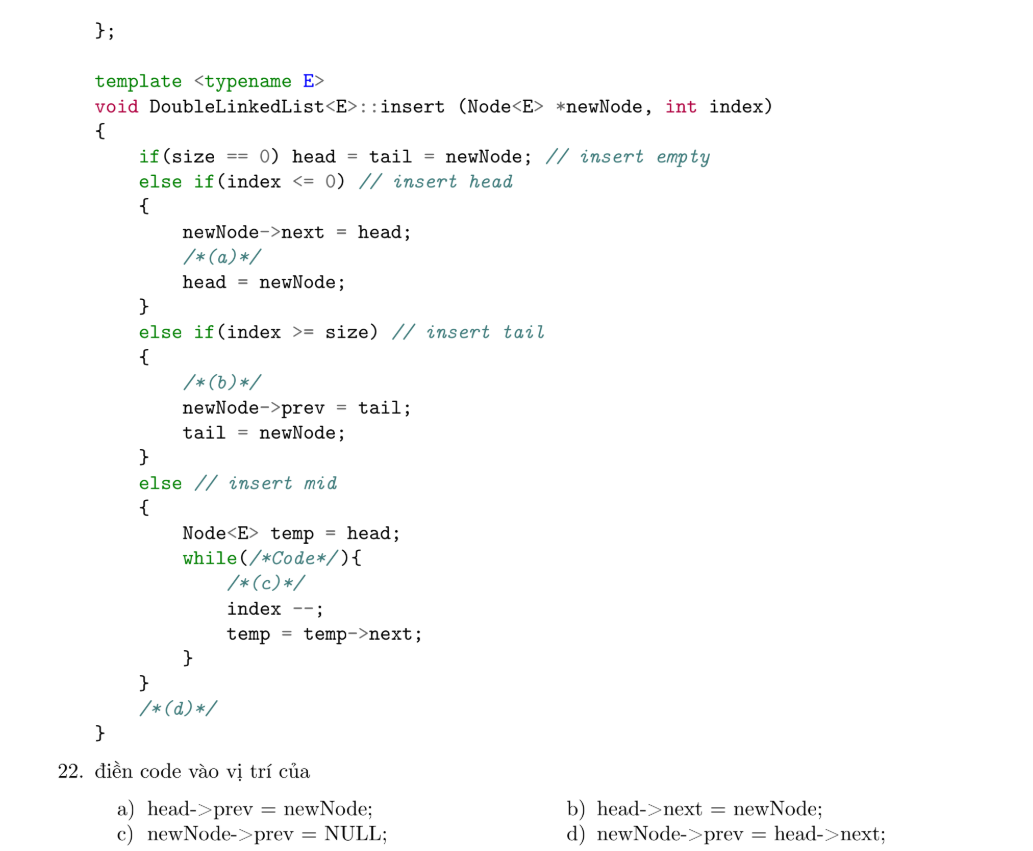 };
template <typename E>
void DoubleLinkedList<E>::insert (Node<E> *newNode, int index)
{
if(size == 0) head = tail = newNode; // insert empty
else if(index <= 0) // insert head
{
newNode->next = head;
/*(a)*/
head = newNode;
}
else if(index >= size) // insert tail
{
/*(b)*/
newNode->prev = tail;
tail = newNode;
}
else // insert mid
{
Node<E> temp = head;
while(/*Code*/){
/*(c)*/
index --;
temp = temp->next;
}
}
/*(d)*/
}
22. điền code vào vị trí của
a) head->prev = newNode; b) head->next = newNode;
c) newNode->prev = NULL; d) newNode->prev = head->next;